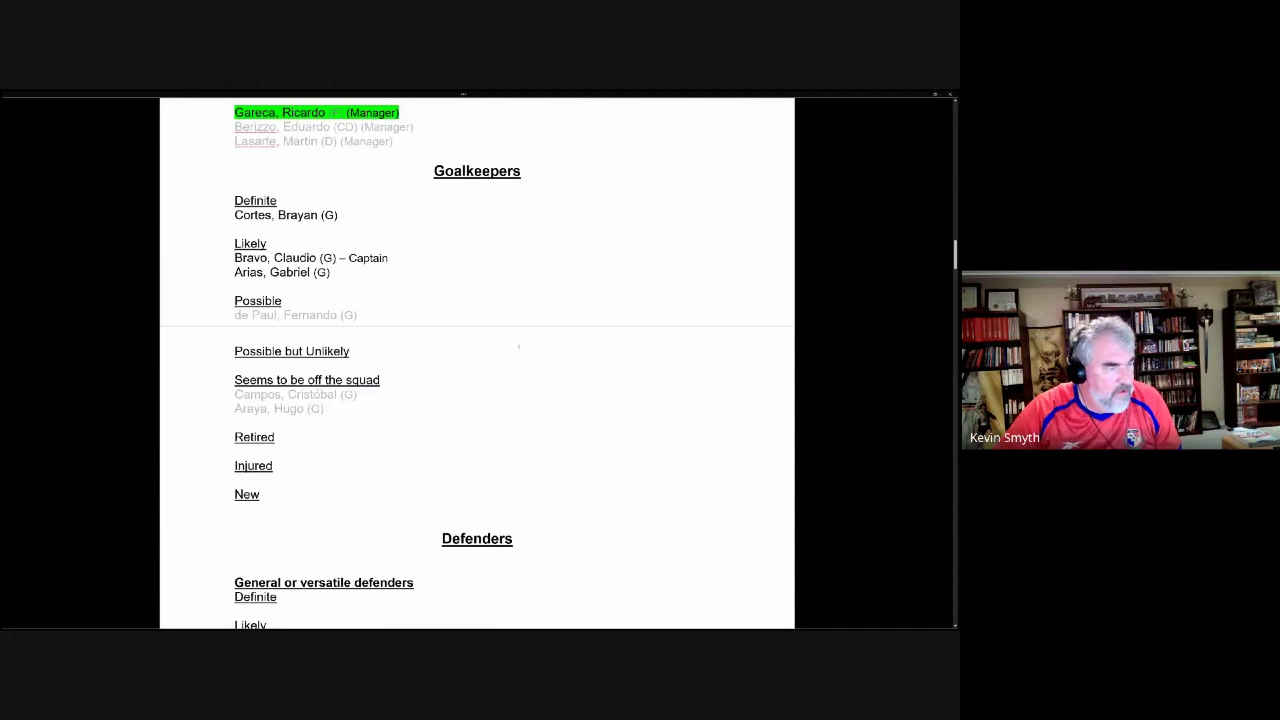 Gareca, Ricardo (Manager)
Berizzo, Eduardo (CD) (Manager)
Lasarte, Martin (D) (Manager)
Goalkeepers
Definite
Cortes, Brayan (G)
Likely
Bravo, Claudio (G) – Captain
Arias, Gabriel (G)
Possible
de Paul, Fernando (G)
1
Possible but Unlikely
Seems to be off the squad
Campos, Cristóbal (G)
Araya, Hugo (G)
Retired
Injured
New
Defenders
General or versatile defenders
Definite
Likely
Kevin Smyth